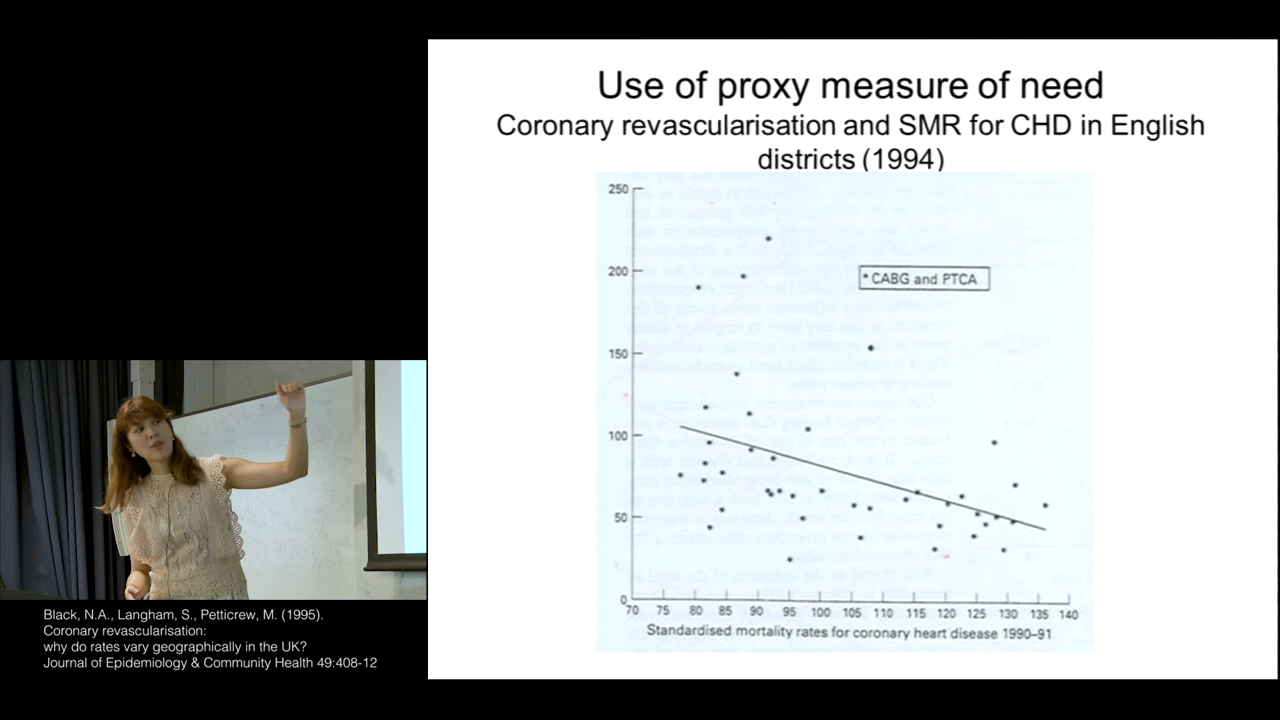 Use of proxy measure of need
Coronary revascularisation and SMR for CHD in English
districts (1994)
250
200
150
100
50
0
* CABG and PTCA
70 75 80 85 90 95 100 105 110 115 120 125 130 135 140
Standardised mortality rates for coronary heart disease 1990–91
Black, N.A., Langham, S., Petticrew, M. (1995).
Coronary revascularisation:
why do rates vary geographically in the UK?
Journal of Epidemiology & Community Health 49:408-12